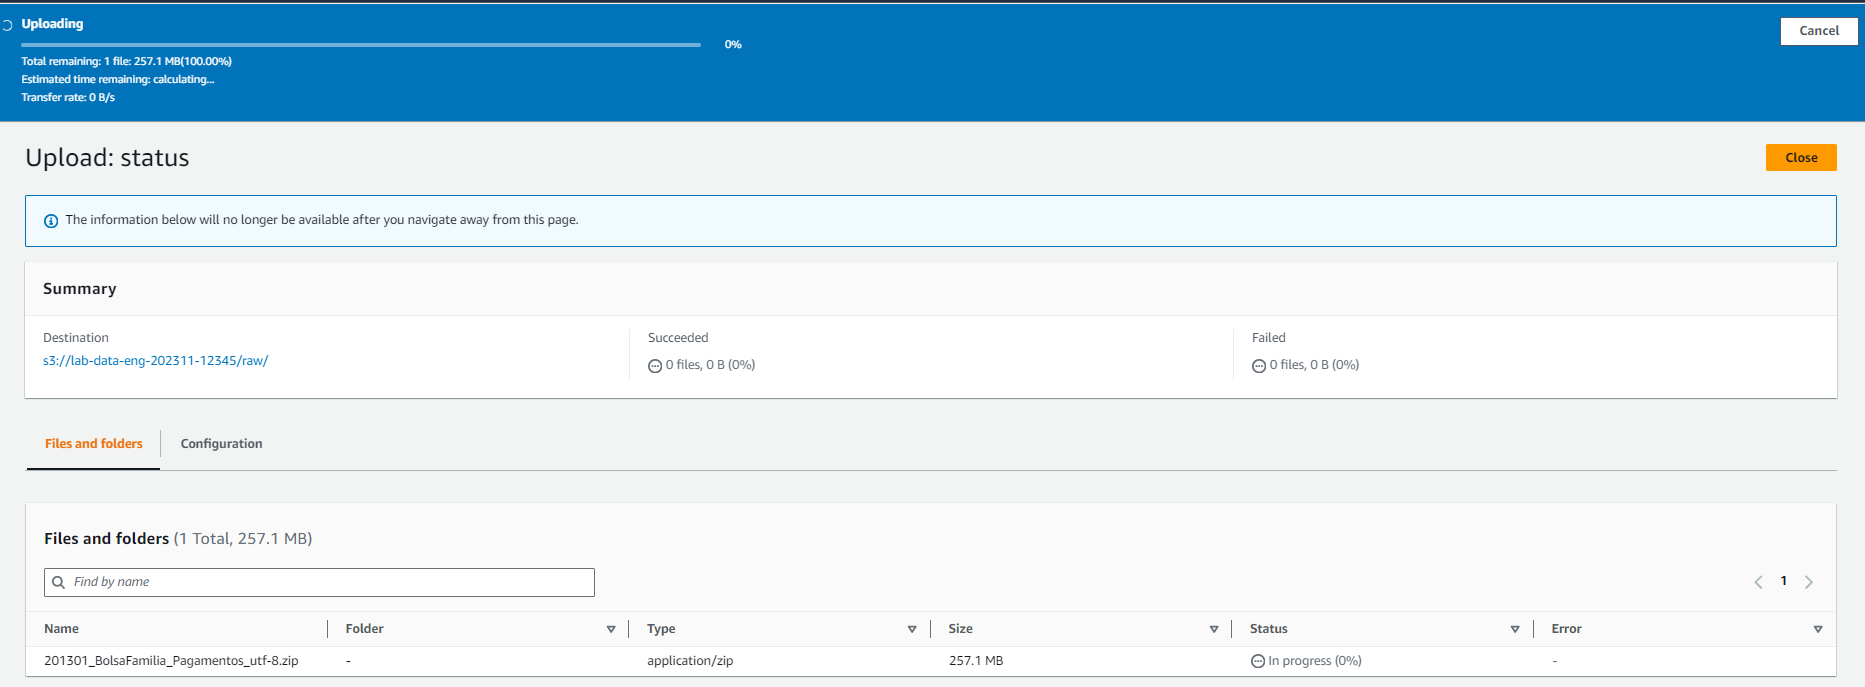 Uploading
0%
Cancel
Total remaining: 1 file: 257.1 MB(100.00%)
Estimated time remaining: calculating...
Transfer rate: 0 B/s
Upload: status
Close
The information below will no longer be available after you navigate away from this page.
Summary
Destination
s3://lab-data-eng-202311-12345/raw/
Succeeded
0 files, 0 B (0%)
Failed
0 files, 0 B (0%)
Files and folders
Configuration
Files and folders (1 Total, 257.1 MB)
Find by name
1
Name Folder Type Size Status Error
201301_BolsaFamilia_Pagamentos_utf-8.zip - application/zip 257.1 MB In progress (0%) -